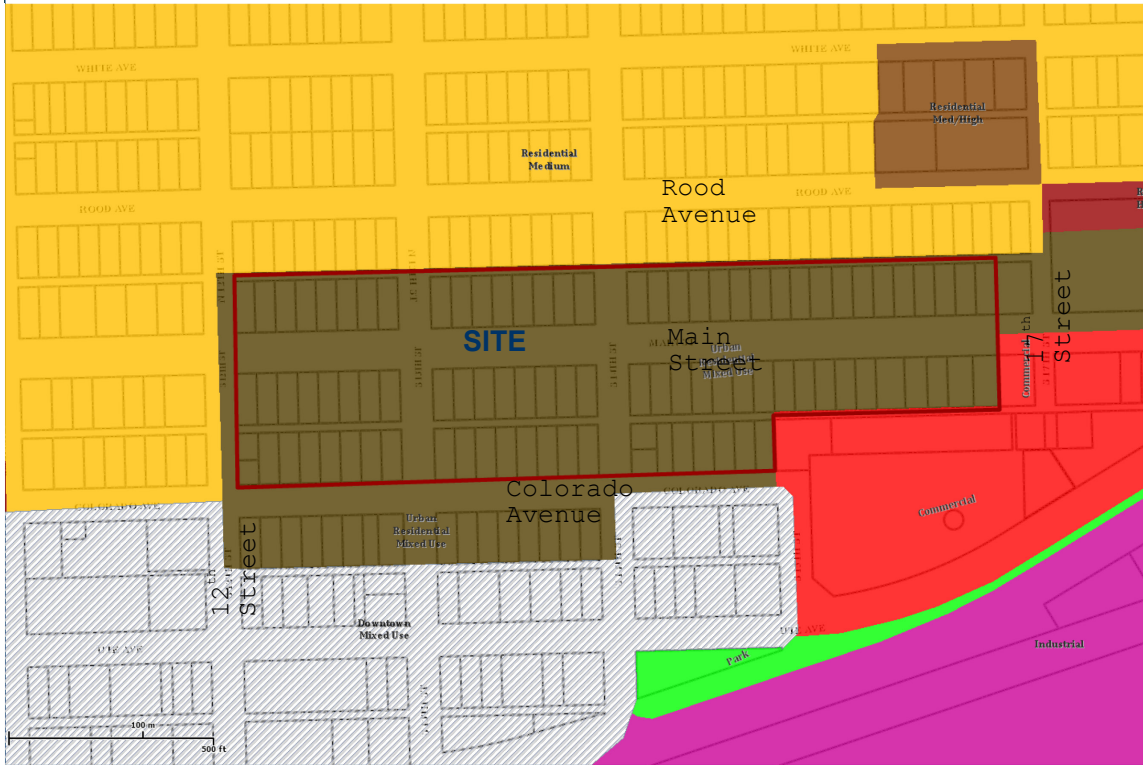 WHITE AVE
WHITE AVE
Residential
Med/High
Residential
Medium
Rood
Avenue
ROOD AVE
ROOD AVE
SITE
Main
Street
Urban
Residential
Mixed Use
17th
Street
Commercial
Colorado
Avenue
COLORADO AVE
COLORADO AVE
Commercial
Urban
Residential
Mixed Use
12th
Street
Downtown
Mixed Use
UTE AVE
UTE AVE
Park
Industrial
100 m
500 ft